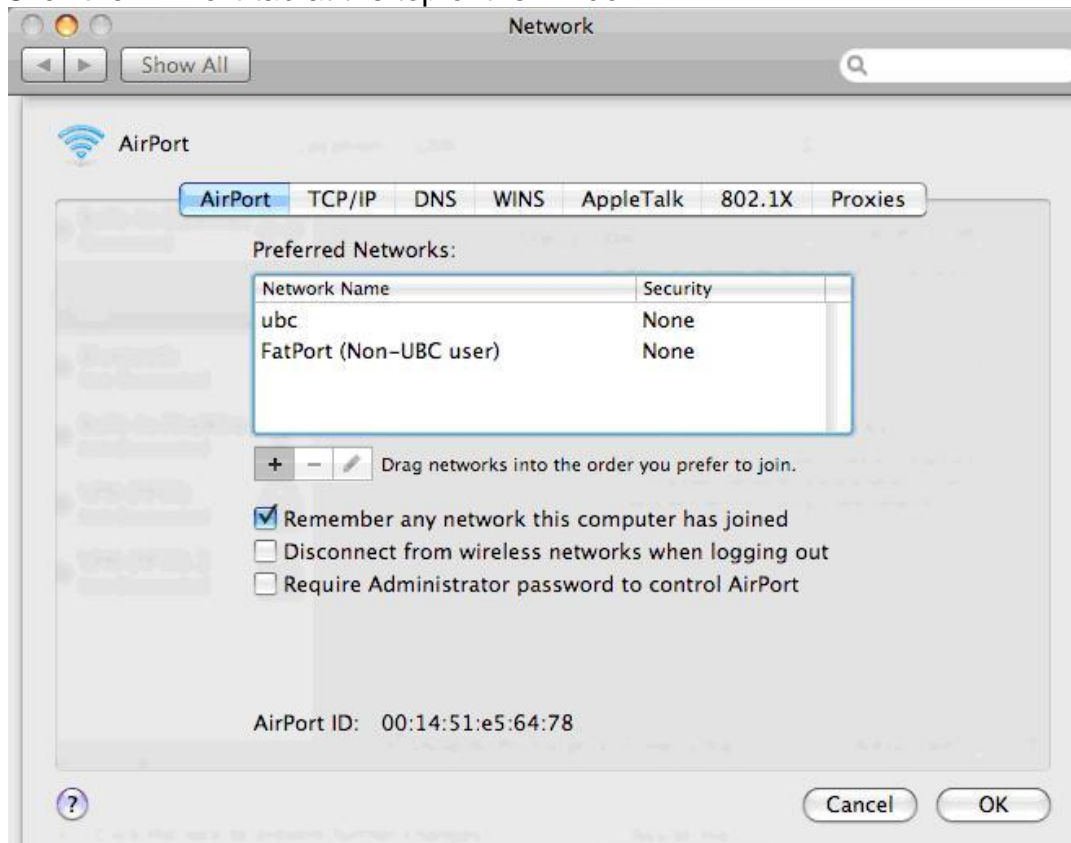 Network
Show All
AirPort
AirPort TCP/IP DNS WINS AppleTalk 802.1X Proxies
Preferred Networks:
Network Name Security
ubc None
FatPort (Non-UBC user) None
+ - Drag networks into the order you prefer to join.
Remember any network this computer has joined
Disconnect from wireless networks when logging out
Require Administrator password to control AirPort
AirPort ID: 00:14:51:e5:64:78
? Cancel OK